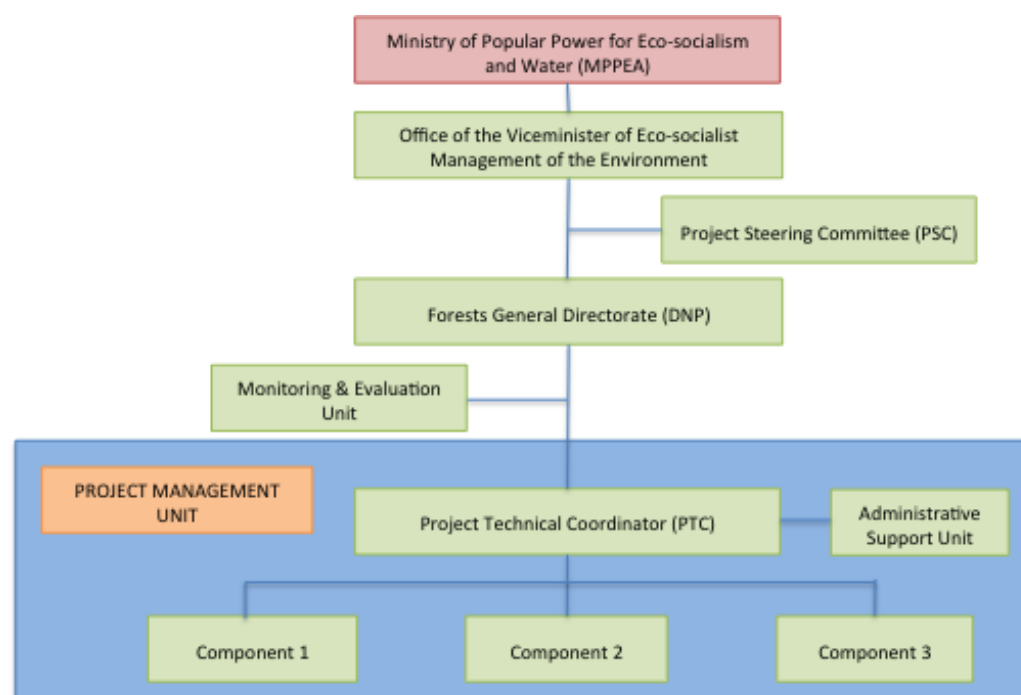 Ministry of Popular Power for Eco-socialism
and Water (MPPEA)
Office of the Viceminister of Eco-socialist
Management of the Environment
Project Steering Committee (PSC)
Forests General Directorate (DNP)
Monitoring & Evaluation
Unit
PROJECT MANAGEMENT
UNIT
Project Technical Coordinator (PTC)
Administrative
Support Unit
Component 1
Component 2
Component 3